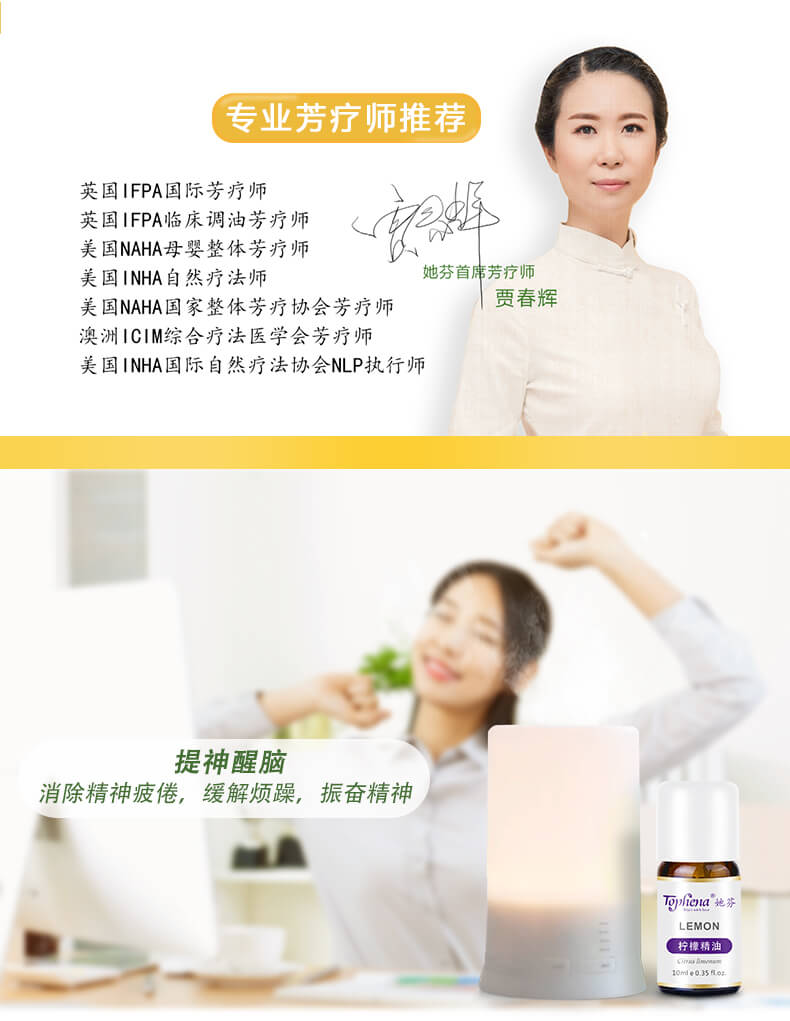 专业芳疗师推荐
英国IFPA国际芳疗师
英国IFPA临床调油芳疗师
美国NAHA母婴整体芳疗师
美国INHA自然疗法师
美国NAHA国家整体芳疗协会芳疗师
澳洲ICIM综合疗法医学会芳疗师
美国INHA国际自然疗法协会NLP执行师
她芬首席芳疗师
贾春辉
提神醒脑
消除精神疲倦，缓解烦躁，振奋精神
Tophena® 她芬
LEMON
柠檬精油
Citrus limonum
10ml e 0.35 fl.oz.